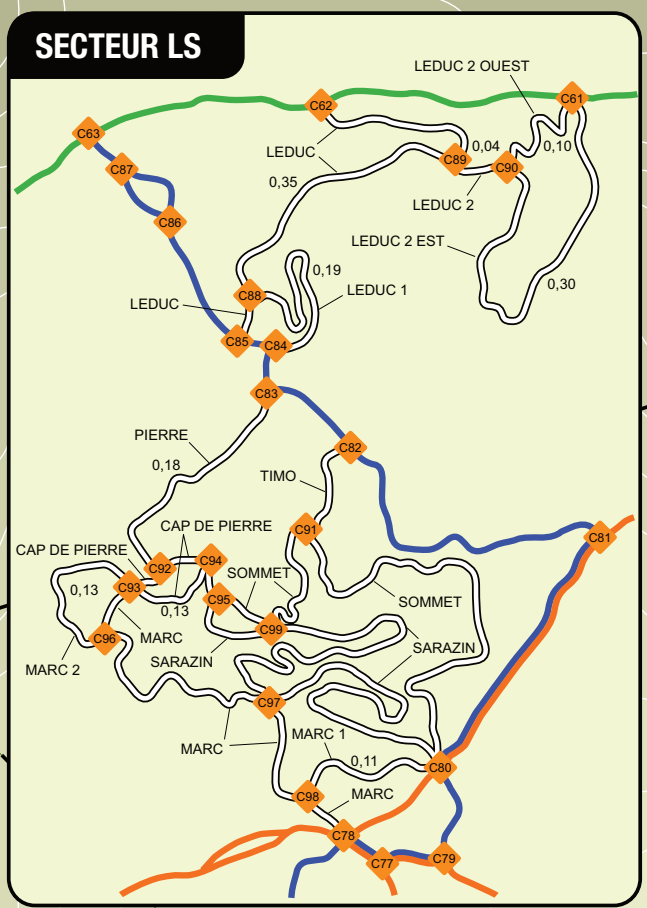 SECTEUR LS
LEDUC 2 OUEST
C61
C62
C63
0,10
0,04
LEDUC
C89
C90
C87
0,35
LEDUC 2
C86
LEDUC 2 EST
0,19
0,30
C88
LEDUC 1
LEDUC
C85
C84
C83
PIERRE
C82
0,18
TIMO
CAP DE PIERRE
C91
C81
CAP DE PIERRE
C94
C92
SOMMET
C93
0,13
C95
SOMMET
0,13
C99
C96
MARC
SARAZIN
SARAZIN
MARC 2
C97
MARC
MARC 1
0,11
C80
C98
MARC
C78
C77
C79